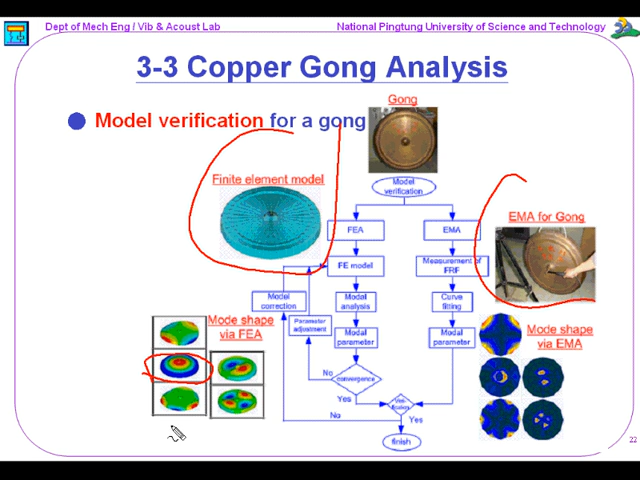 Dept of Mech Eng / Vib & Acoust Lab
National Pingtung University of Science and Technology
3-3 Copper Gong Analysis
Model verification for a gong
Gong
Finite element model
Model
verification
EMA for Gong
FEA
EMA
FE model
Measurement of
FRF
Model
correction
Modal
analysis
Curve
fitting
Parameter
adjustment
Modal
parameter
Modal
parameter
Mode shape
via FEA
Mode shape
via EMA
No
convergence
Yes
Veri-
fication
No
Yes
finish
22